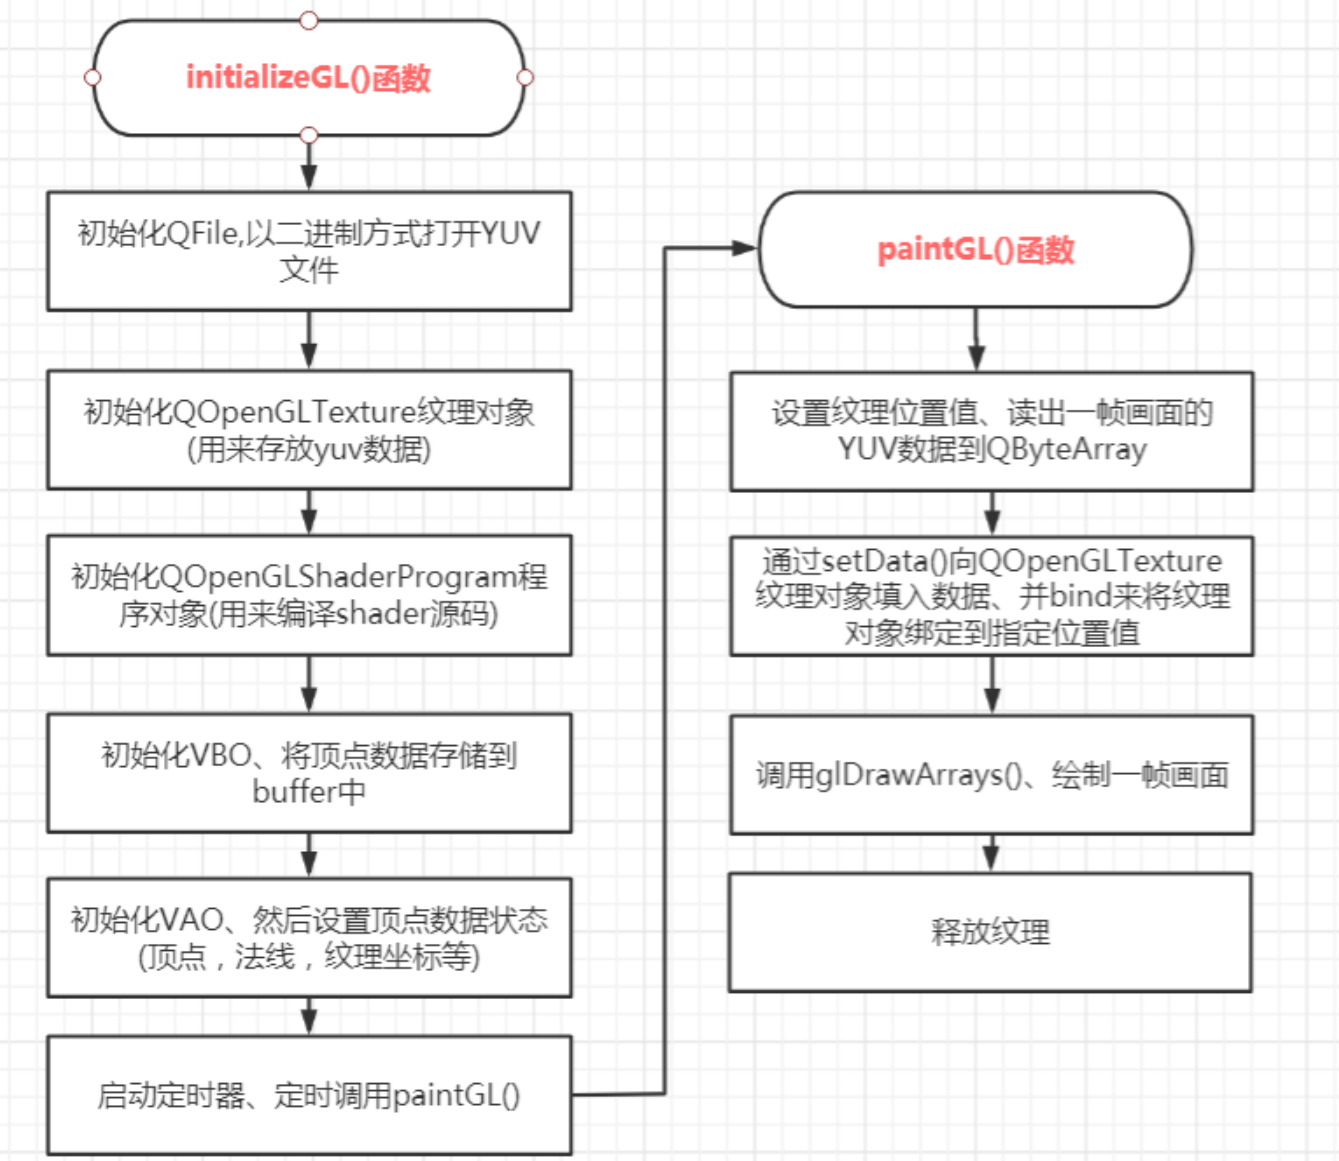 initializeGL()函数
初始化QFile,以二进制方式打开YUV
文件
初始化QOpenGLTexture纹理对象
(用来存放yuv数据)
初始化QOpenGLShaderProgram程
序对象(用来编译shader源码)
初始化VBO、将顶点数据存储到
buffer中
初始化VAO、然后设置顶点数据状态
(顶点，法线，纹理坐标等)
启动定时器、定时调用paintGL()
paintGL()函数
设置纹理位置值、读出一帧画面的
YUV数据到QByteArray
通过setData()向QOpenGLTexture
纹理对象填入数据、并bind来将纹理
对象绑定到指定位置值
调用glDrawArrays()、绘制一帧画面
释放纹理